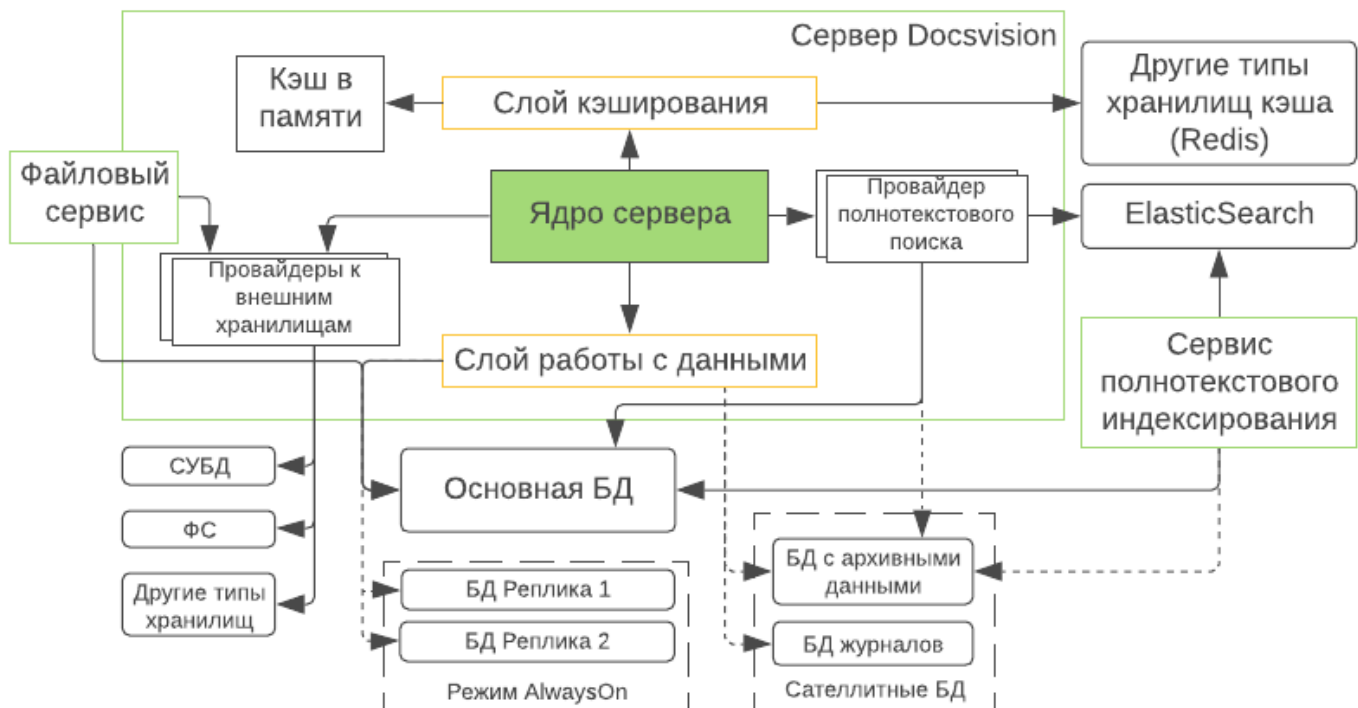 Сервер Docsvision
Кэш в
памяти
Слой кэширования
Другие типы
хранилищ кэша
(Redis)
Файловый
сервис
Ядро сервера
Провайдер
полнотекстового
поиска
ElasticSearch
Провайдеры к
внешним
хранилищам
Слой работы с данными
Сервис
полнотекстового
индексирования
СУБД
Основная БД
ФС
БД с архивными
данными
Другие типы
хранилищ
БД Реплика 1
БД Реплика 2
БД журналов
Режим AlwaysOn
Сателлитные БД